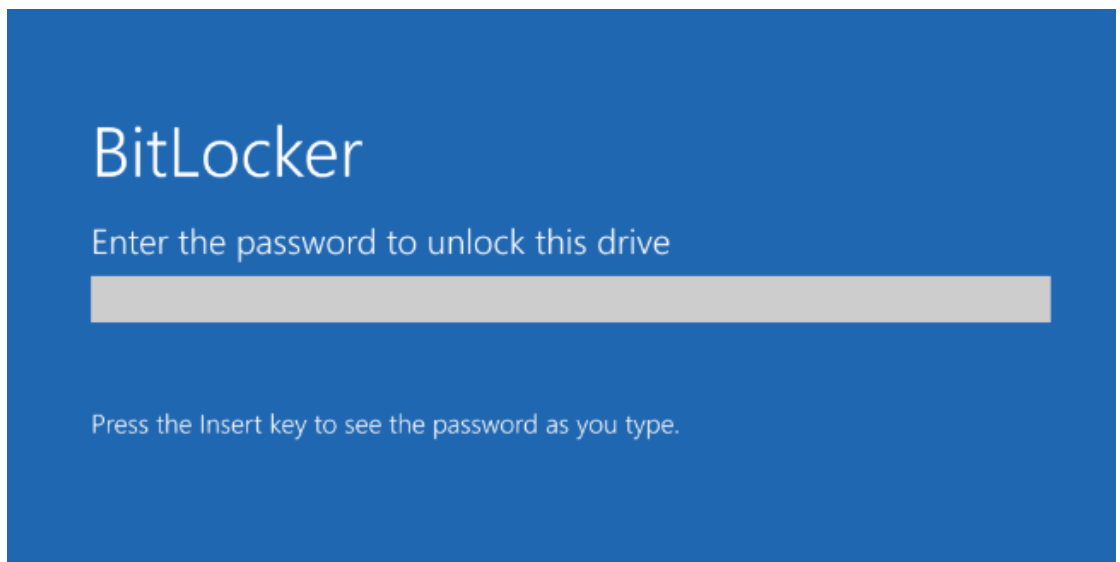 BitLocker
Enter the password to unlock this drive
Press the Insert key to see the password as you type.